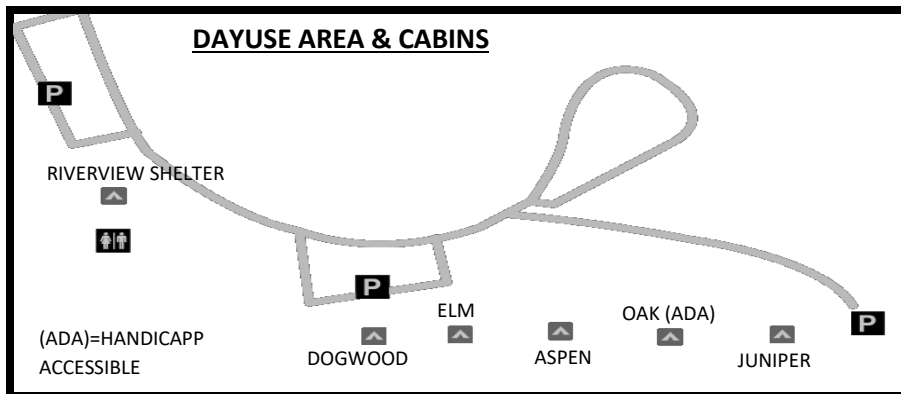 DAYUSE AREA & CABINS
P
RIVERVIEW SHELTER
P
ELM
OAK (ADA)
P
(ADA)=HANDICAPP
ACCESSIBLE
DOGWOOD
ASPEN
JUNIPER